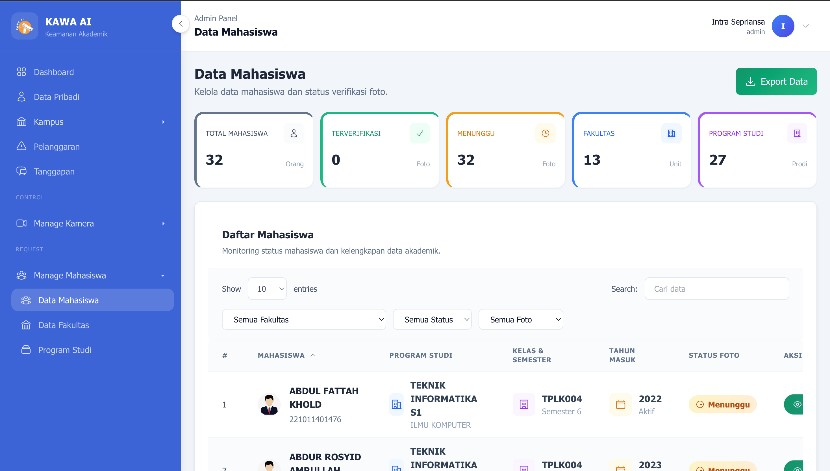 KAWA AI
Keamanan Akademik
Dashboard
Data Pribadi
Kampus
Pelanggaran
Tanggapan
CONTROL
Manage Kamera
REQUEST
Manage Mahasiswa
Data Mahasiswa
Data Fakultas
Program Studi
Admin Panel
Data Mahasiswa
Intra Sepriansa
admin
I
Data Mahasiswa
Kelola data mahasiswa dan status verifikasi foto.
Export Data
TOTAL MAHASISWA
32
Orang
TERVERIFIKASI
0
Foto
MENUNGGU
32
Foto
FAKULTAS
13
Unit
PROGRAM STUDI
27
Prodi
Daftar Mahasiswa
Monitoring status mahasiswa dan kelengkapan data akademik.
Show 10 entries
Search: Cari data
Semua Fakultas
Semua Status
Semua Foto
# MAHASISWA PROGRAM STUDI KELAS & SEMESTER TAHUN MASUK STATUS FOTO AKSI
1
ABDUL FATTAH
KHOLD
221011401476
TEKNIK
INFORMATIKA
S1
ILMU KOMPUTER
TPLK004
Semester 6
2022
Aktif
Menunggu
ABDUR ROSYID
AMRULLAH
TEKNIK
INFORMATIKA
TPLK004
2023
Menunggu